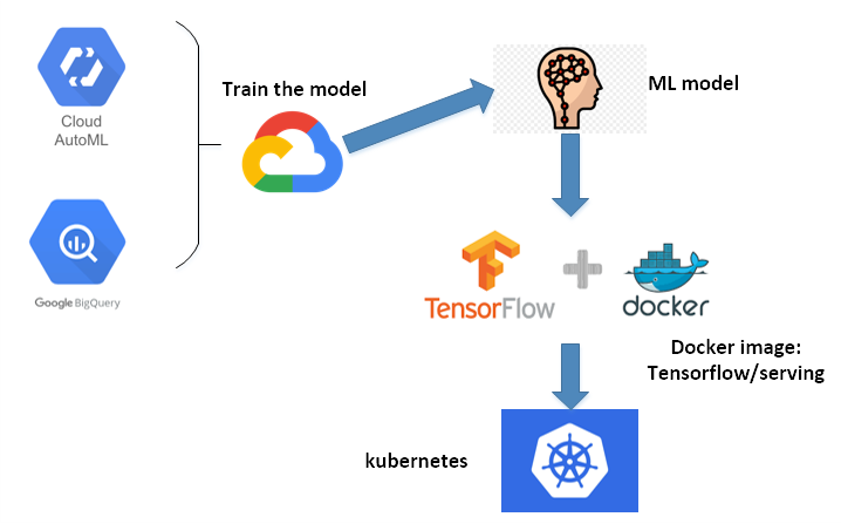 Cloud
AutoML
Train the model
ML model
Google BigQuery
TensorFlow
docker
Docker image:
Tensorflow/serving
kubernetes